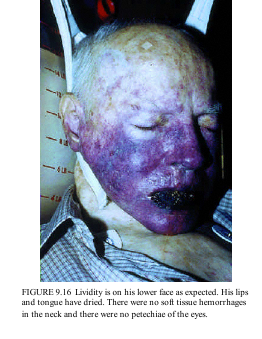 FIGURE 9.16 Lividity is on his lower face as expected. His lips
and tongue have dried. There were no soft tissue hemorrhages
in the neck and there were no petechiae of the eyes.